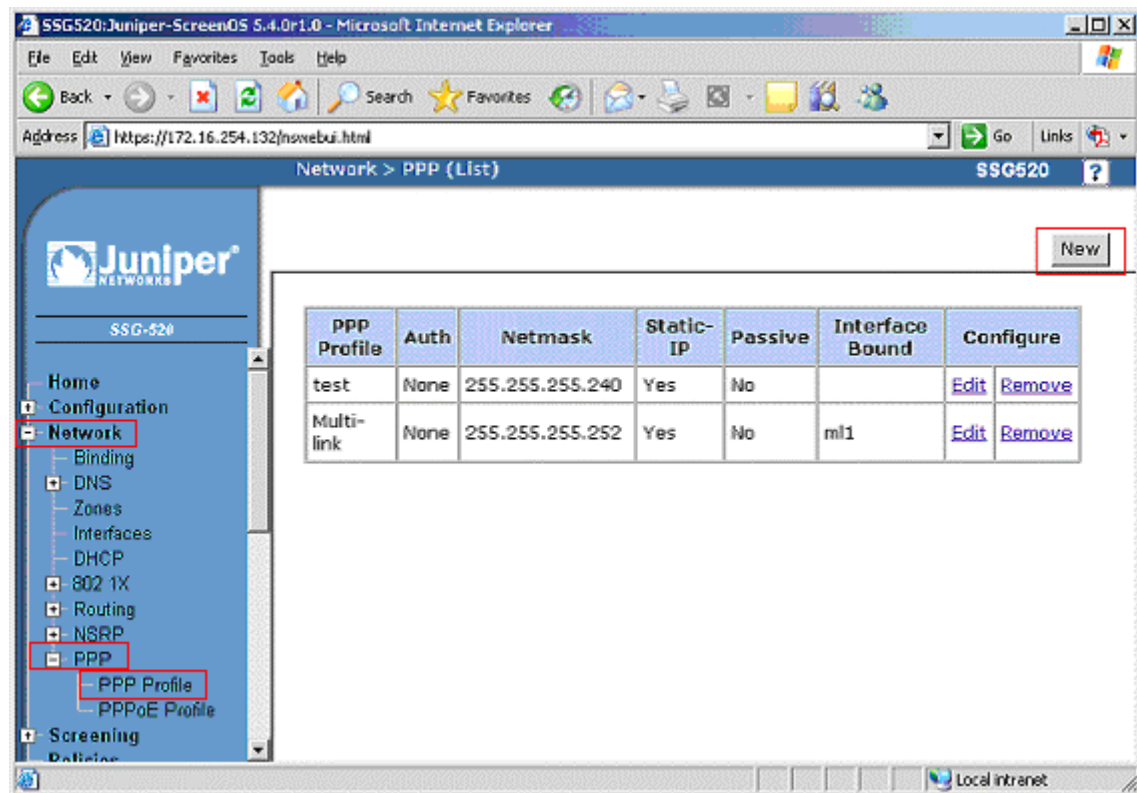 SSG520:Juniper-ScreenOS 5.4.0r1.0 - Microsoft Internet Explorer
File Edit View Favorites Tools Help
Back Search Favorites
Address https://172.16.254.132/nswebui.html Go Links
Network > PPP (List) SSG520 ?
Juniper®
NETWORKS
New
SSG-520
PPP Profile Auth Netmask Static-IP Passive Interface Bound Configure
test None 255.255.255.240 Yes No Edit Remove
Multi-link None 255.255.255.252 Yes No ml1 Edit Remove
Home
Configuration
Network
Binding
DNS
Zones
Interfaces
DHCP
802.1X
Routing
NSRP
PPP
PPP Profile
PPPoE Profile
Screening
Policies
Local intranet